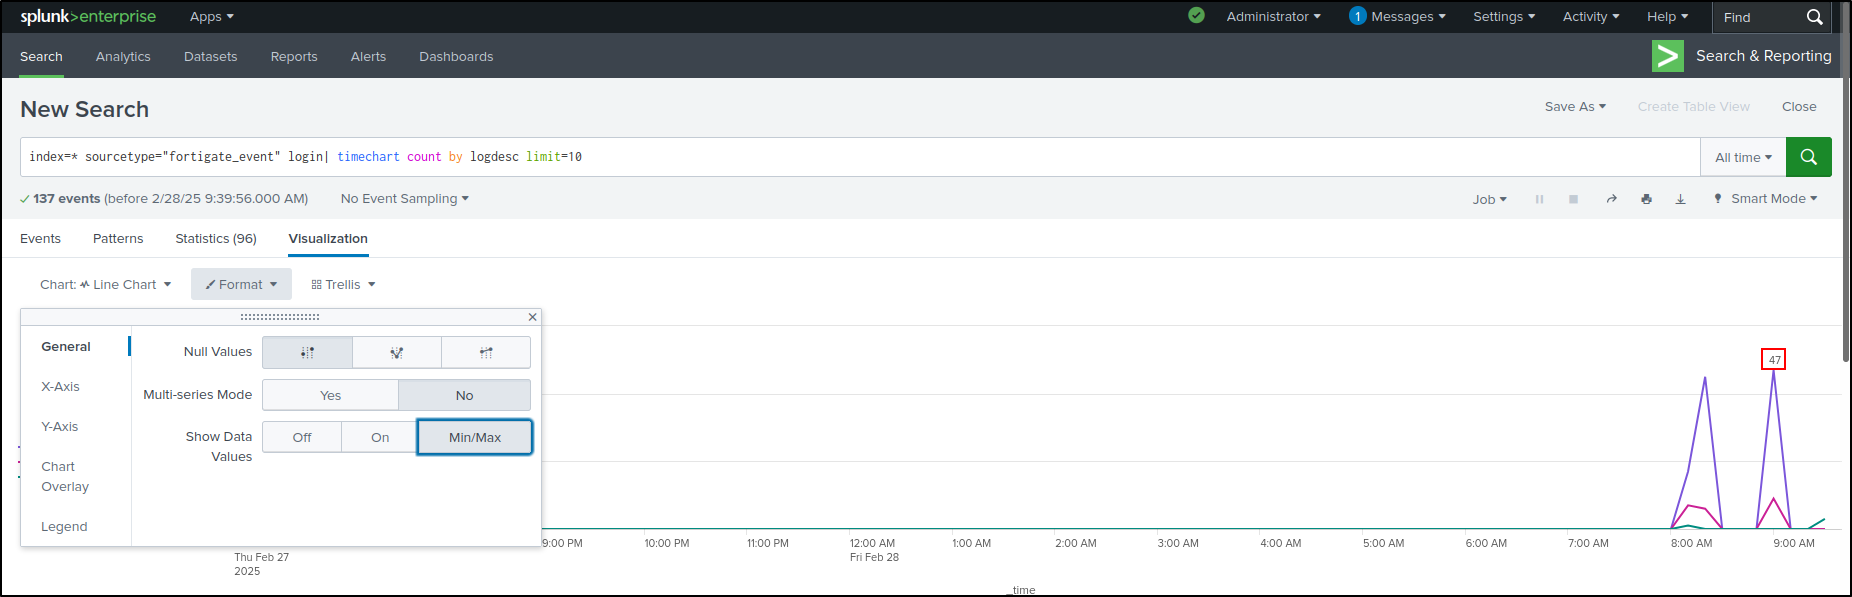 splunk>enterprise Apps Administrator 1 Messages Settings Activity Help Find
Search Analytics Datasets Reports Alerts Dashboards > Search & Reporting
New Search Save As Create Table View Close
index=* sourcetype="fortigate_event" login| timechart count by logdesc limit=10 All time
137 events (before 2/28/25 9:39:56.000 AM) No Event Sampling Job Smart Mode
Events Patterns Statistics (96) Visualization
Chart: Line Chart Format Trellis
General
X-Axis
Y-Axis
Chart
Overlay
Legend
Null Values
Multi-series Mode Yes No
Show Data
Values
Off On Min/Max
47
9:00 PM 10:00 PM 11:00 PM 12:00 AM 1:00 AM 2:00 AM 3:00 AM 4:00 AM 5:00 AM 6:00 AM 7:00 AM 8:00 AM 9:00 AM
Thu Feb 27 Fri Feb 28
2025
_time